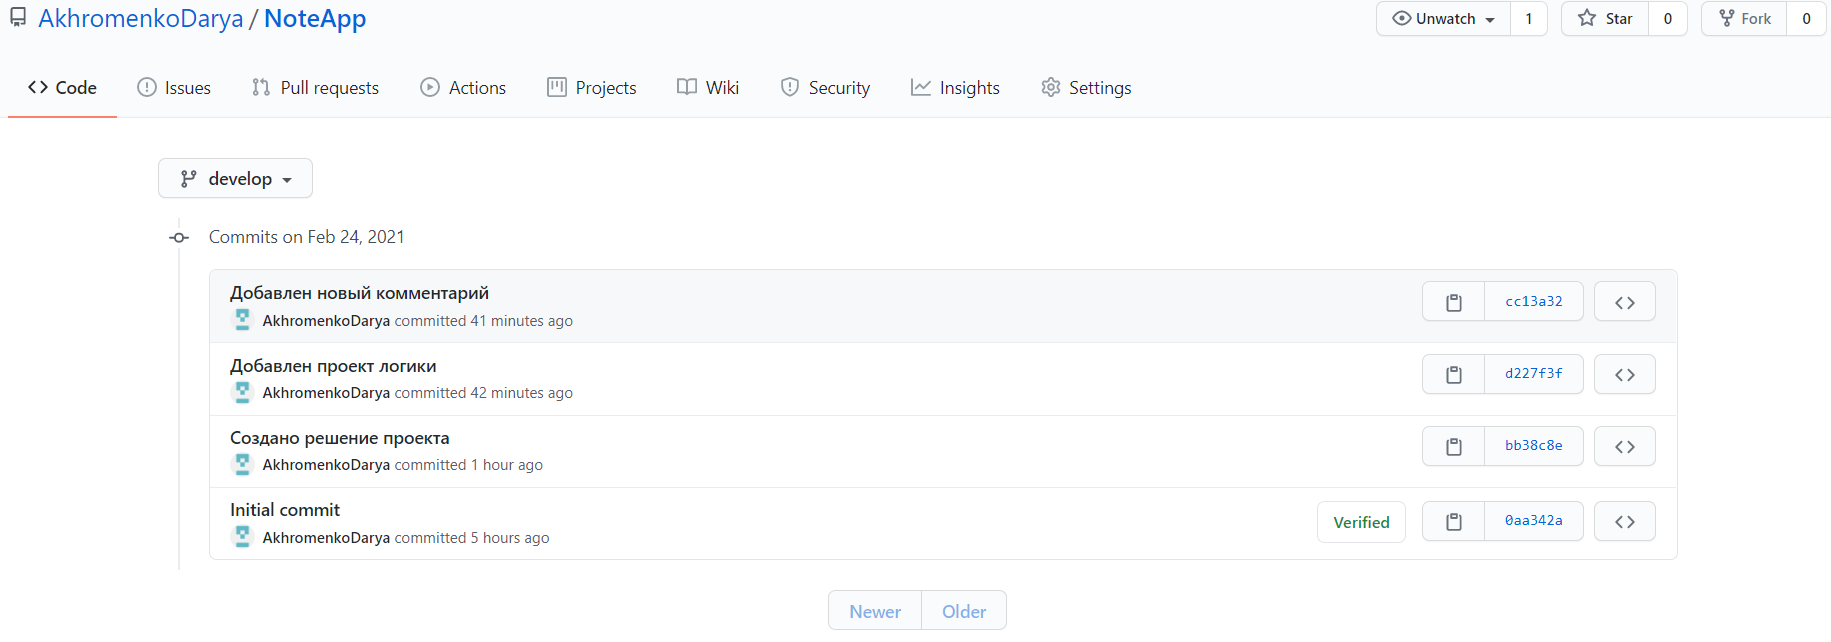 AkhromenkoDarya / NoteApp
Unwatch 1 Star 0 Fork 0
Code Issues Pull requests Actions Projects Wiki Security Insights Settings
develop
Commits on Feb 24, 2021
Добавлен новый комментарий
AkhromenkoDarya committed 41 minutes ago
cc13a32
Добавлен проект логики
AkhromenkoDarya committed 42 minutes ago
d227f3f
Создано решение проекта
AkhromenkoDarya committed 1 hour ago
bb38c8e
Initial commit
AkhromenkoDarya committed 5 hours ago
Verified 0aa342a
Newer Older